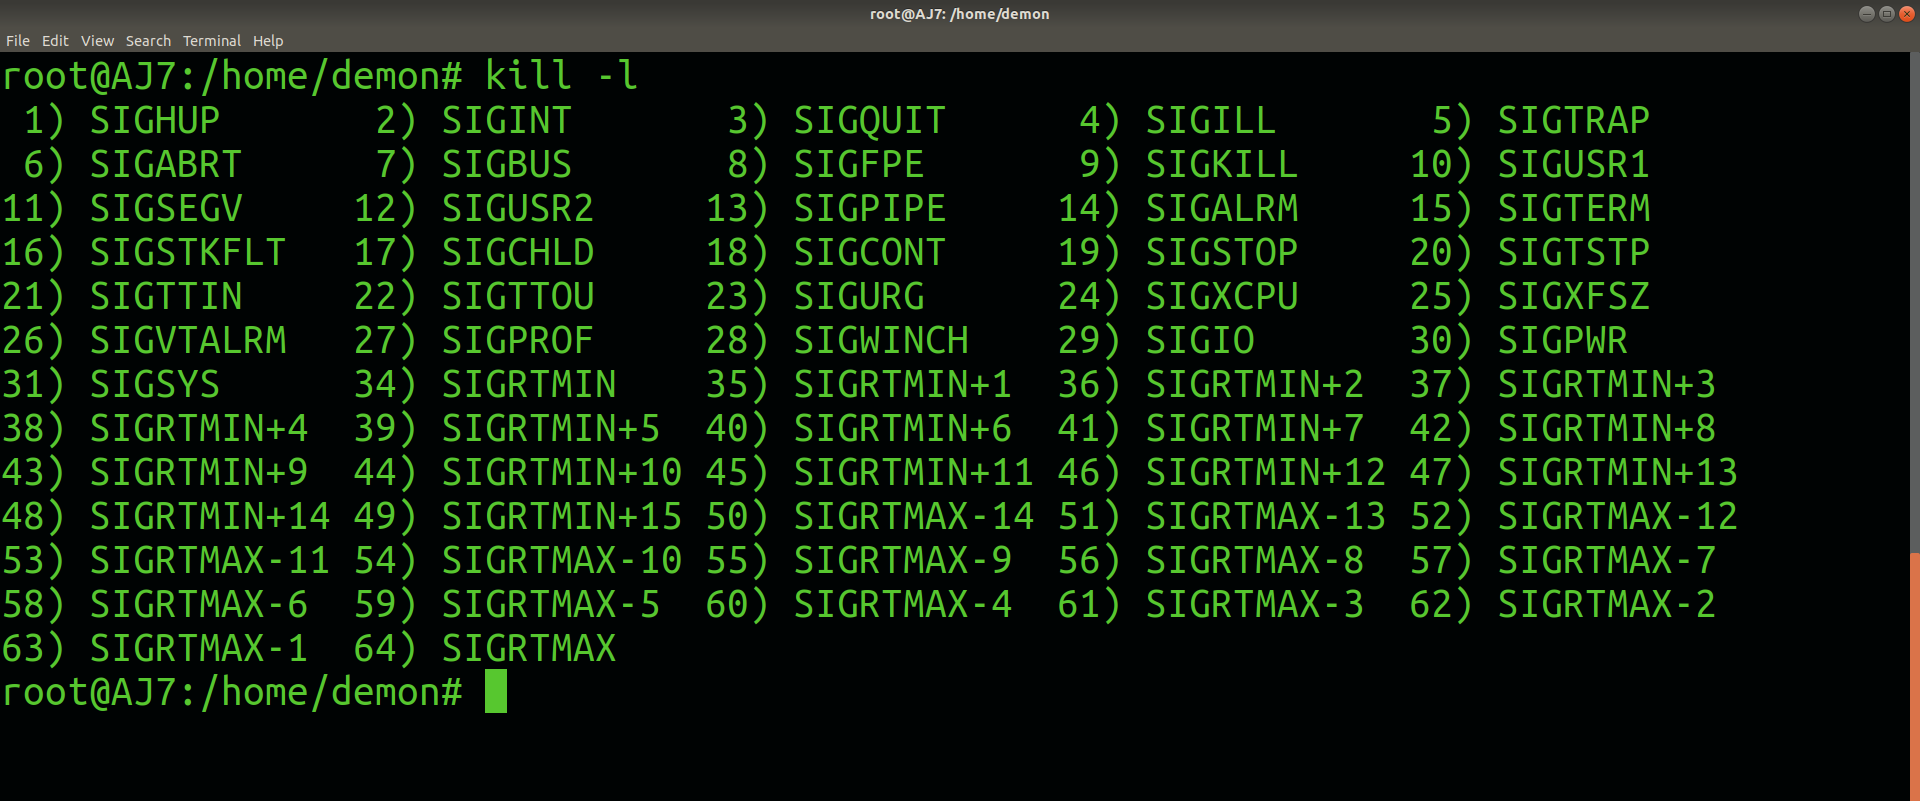 root@AJ7: /home/demon
File Edit View Search Terminal Help
root@AJ7:/home/demon# kill -l
 1) SIGHUP       2) SIGINT       3) SIGQUIT      4) SIGILL       5) SIGTRAP
 6) SIGABRT      7) SIGBUS       8) SIGFPE       9) SIGKILL     10) SIGUSR1
11) SIGSEGV     12) SIGUSR2     13) SIGPIPE     14) SIGALRM     15) SIGTERM
16) SIGSTKFLT   17) SIGCHLD     18) SIGCONT     19) SIGSTOP     20) SIGTSTP
21) SIGTTIN     22) SIGTTOU     23) SIGURG      24) SIGXCPU     25) SIGXFSZ
26) SIGVTALRM   27) SIGPROF     28) SIGWINCH    29) SIGIO       30) SIGPWR
31) SIGSYS      34) SIGRTMIN    35) SIGRTMIN+1  36) SIGRTMIN+2  37) SIGRTMIN+3
38) SIGRTMIN+4  39) SIGRTMIN+5  40) SIGRTMIN+6  41) SIGRTMIN+7  42) SIGRTMIN+8
43) SIGRTMIN+9  44) SIGRTMIN+10 45) SIGRTMIN+11 46) SIGRTMIN+12 47) SIGRTMIN+13
48) SIGRTMIN+14 49) SIGRTMIN+15 50) SIGRTMAX-14 51) SIGRTMAX-13 52) SIGRTMAX-12
53) SIGRTMAX-11 54) SIGRTMAX-10 55) SIGRTMAX-9  56) SIGRTMAX-8  57) SIGRTMAX-7
58) SIGRTMAX-6  59) SIGRTMAX-5  60) SIGRTMAX-4  61) SIGRTMAX-3  62) SIGRTMAX-2
63) SIGRTMAX-1  64) SIGRTMAX
root@AJ7:/home/demon#